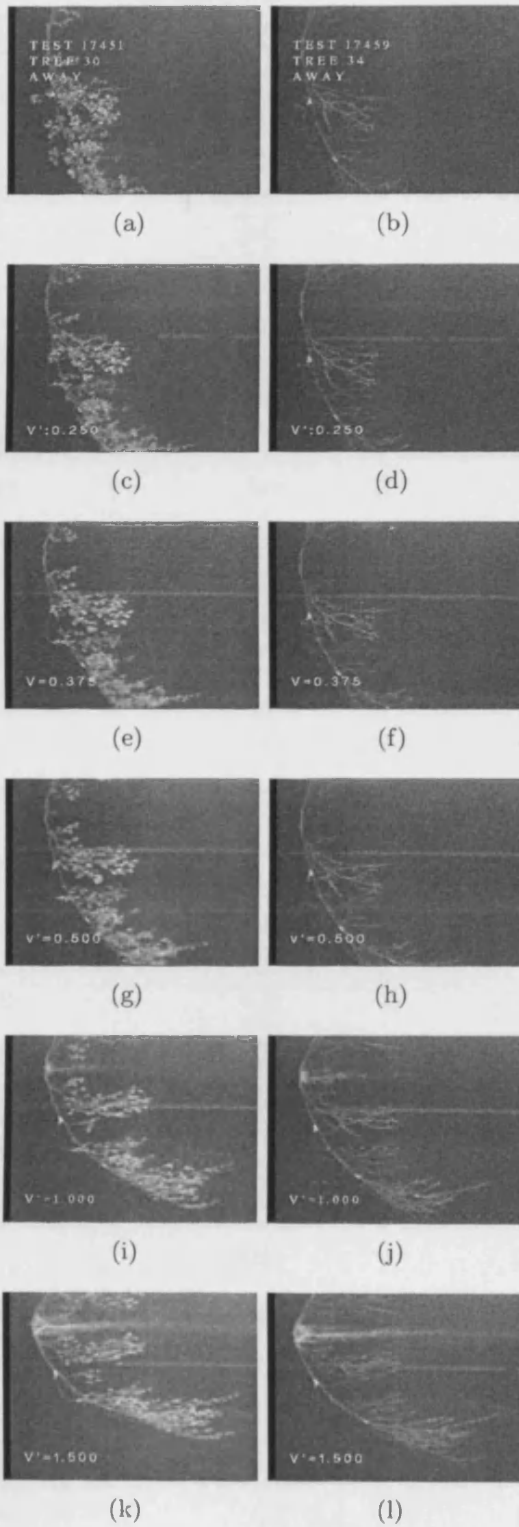 TEST 17451
TREE 30
AWAY
TEST 17459
TREE 34
AWAY
(a)
(b)
V':0.250
V':0.250
(c)
(d)
V=0.375
V'=0.375
(e)
(f)
V'=0.500
V'=0.500
(g)
(h)
V'=1.000
V'=1.000
(i)
(j)
V'=1.500
V'=1.500
(k)
(l)